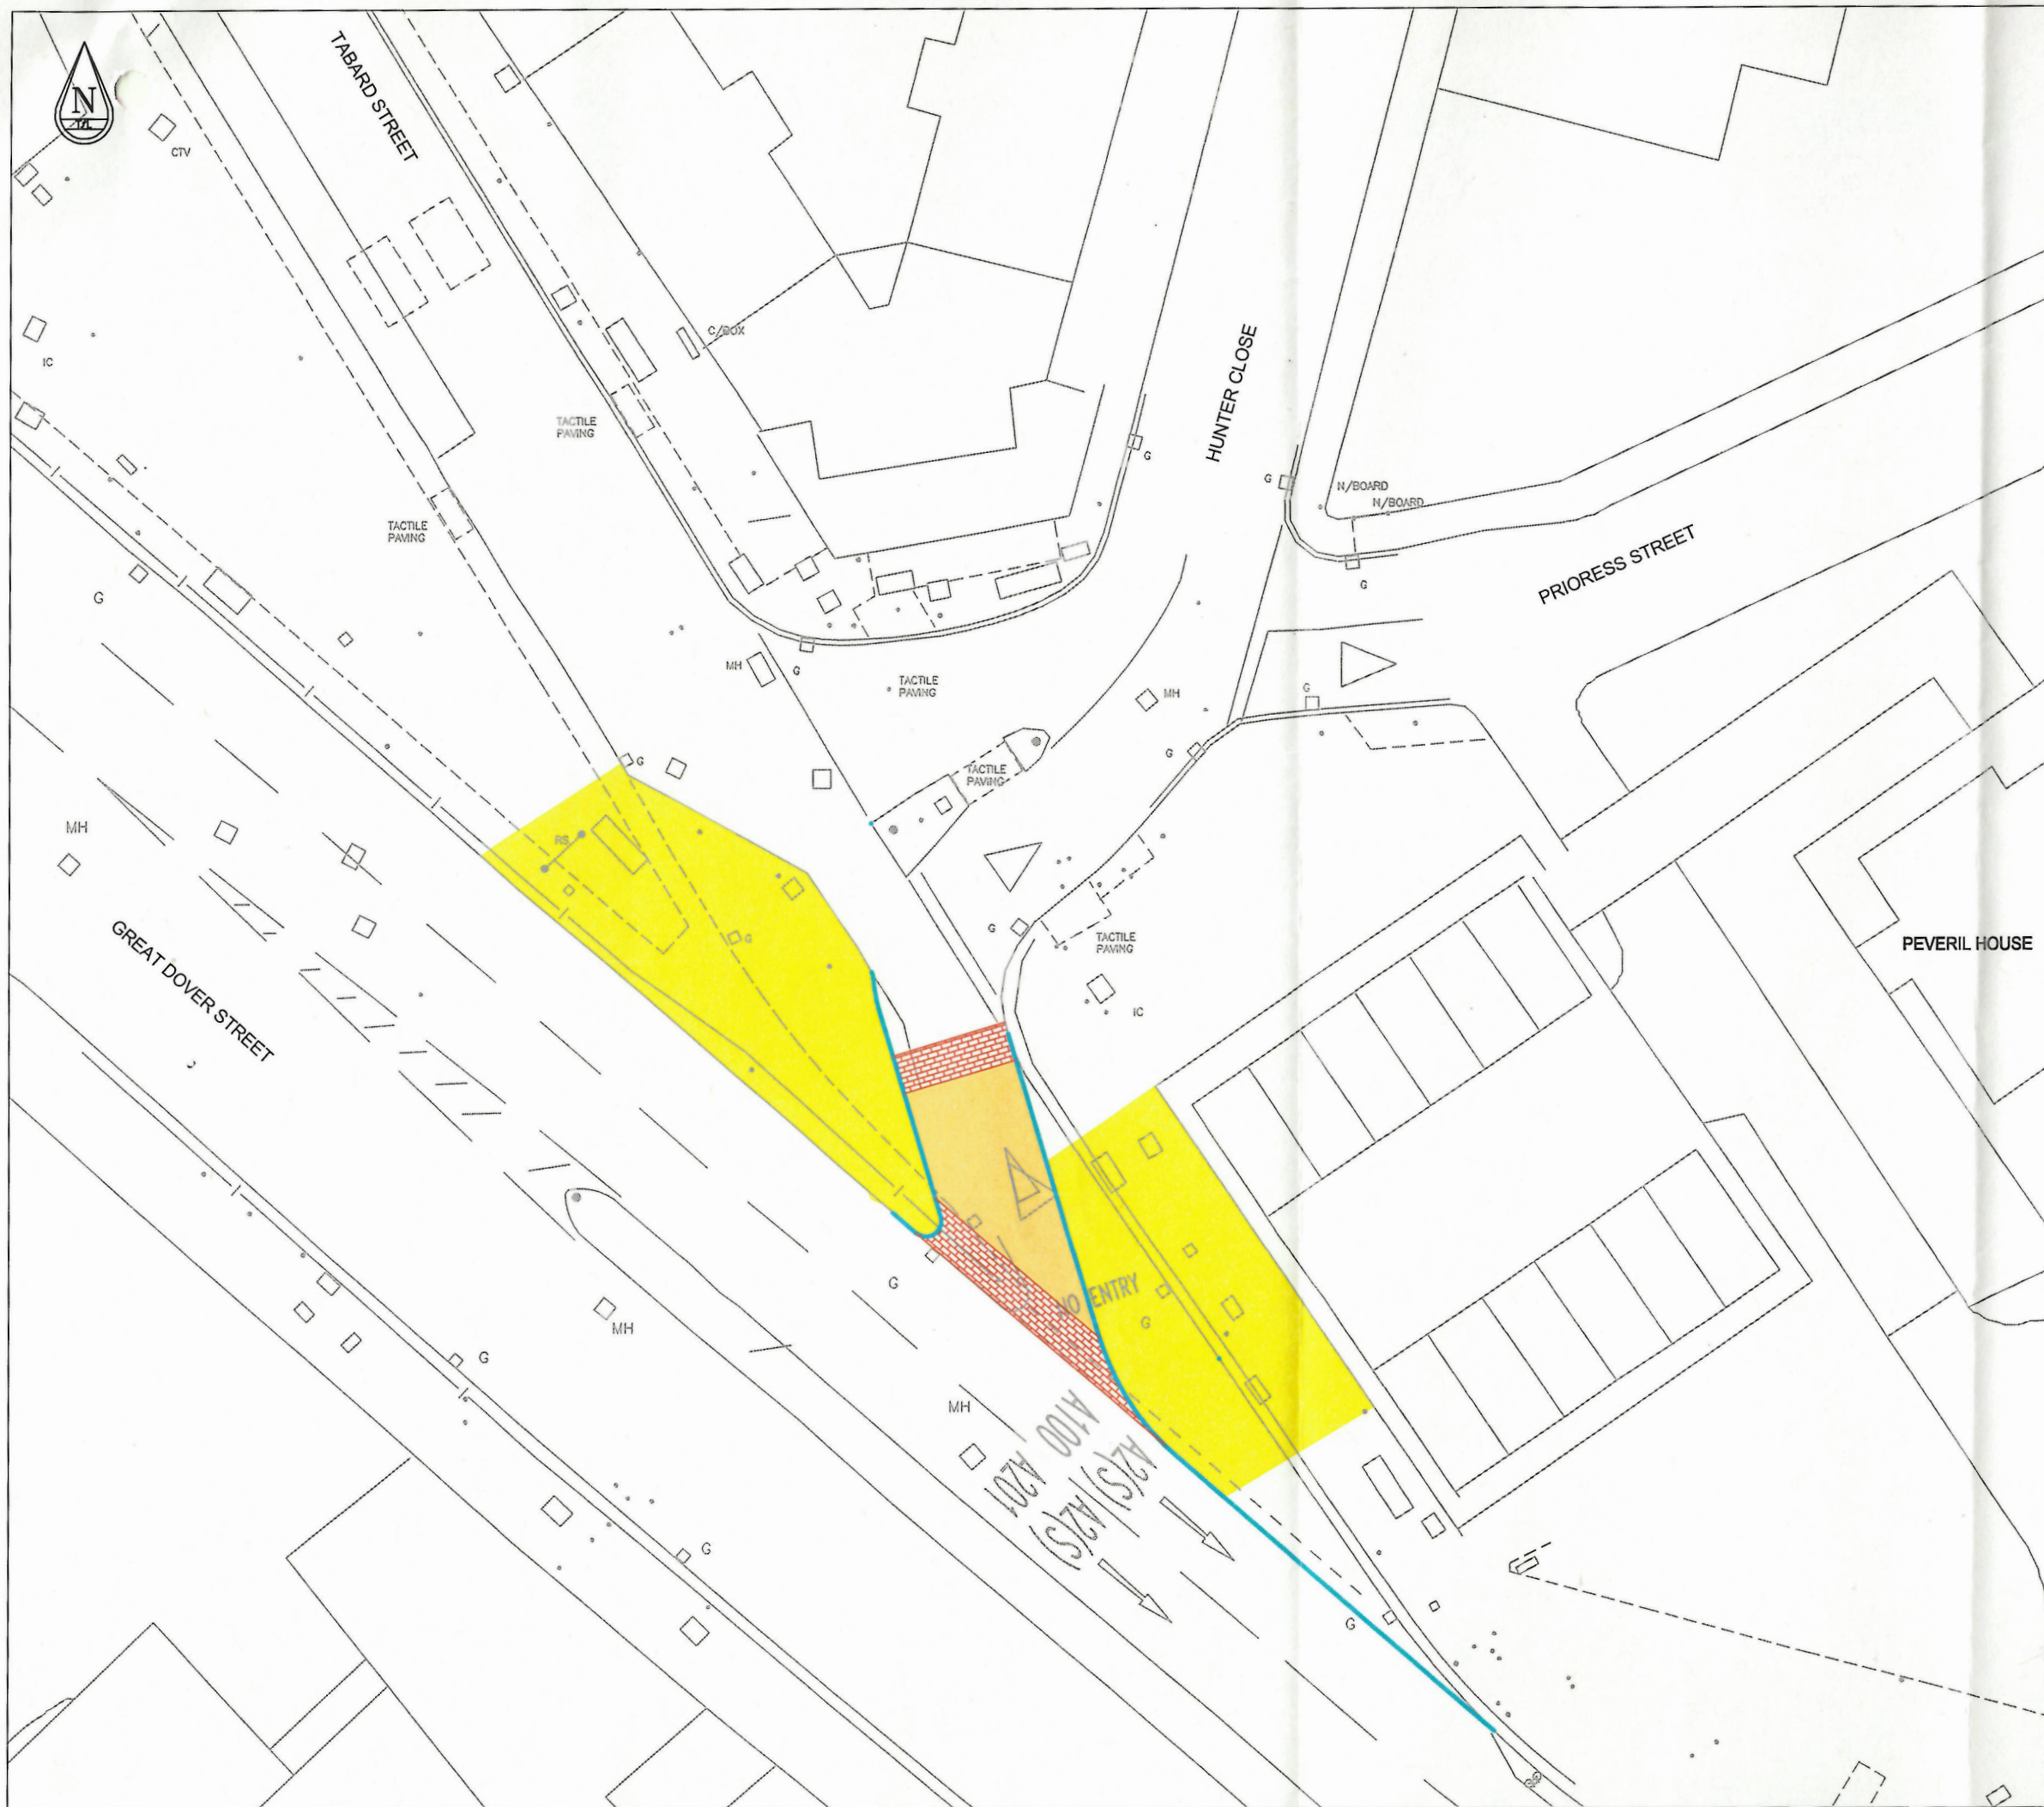 N
TABARD STREET
CTV
C/BOX
IC
HUNTER CLOSE
TACTILE
PAVING
G
G
N/BOARD
N/BOARD
TACTILE
PAVING
PRIORESS STREET
G
G
MH
G
TACTILE
PAVING
G
MH
G
G
TACTILE
PAVING
MH
RS
G
G
TACTILE
PAVING
PEVERIL HOUSE
GREAT DOVER STREET
IC
G
NO ENTRY
G
MH
G
MH
A100 A201
A2(S) A2(S)
G
G